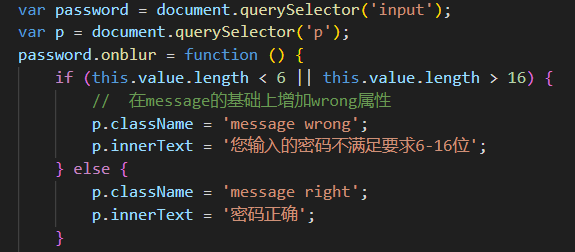 var password = document.querySelector('input');
var p = document.querySelector('p');
password.onblur = function () {
    if (this.value.length < 6 || this.value.length > 16) {
        //  在message的基础上增加wrong属性
        p.className = 'message wrong';
        p.innerText = '您输入的密码不满足要求6-16位';
    } else {
        p.className = 'message right';
        p.innerText = '密码正确';
    }